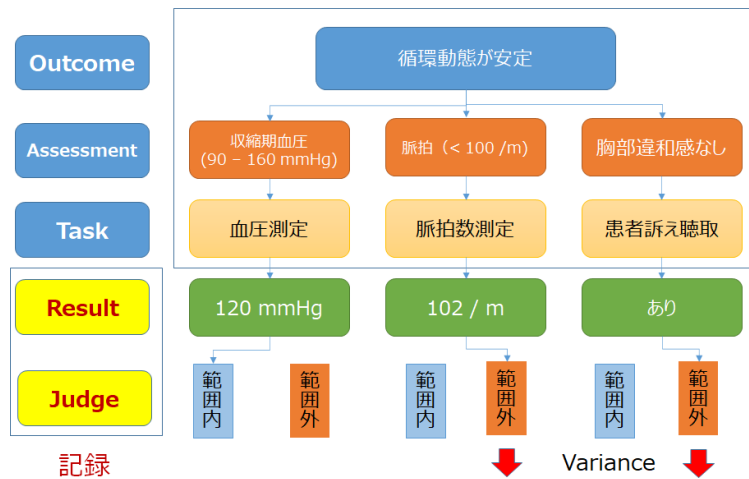 Outcome
循環動態が安定
Assessment
収縮期血圧
(90 – 160 mmHg)
脈拍（< 100 /m）
胸部違和感なし
Task
血圧測定
脈拍数測定
患者訴え聴取
Result
120 mmHg
102 / m
あり
Judge
範囲内
範囲外
範囲内
範囲外
範囲内
範囲外
記録
Variance